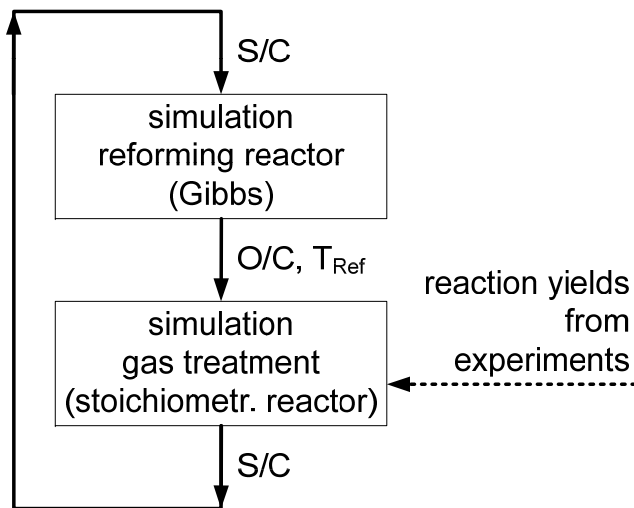 S/C
simulation
reforming reactor
(Gibbs)
O/C, TRef
reaction yields
from
experiments
simulation
gas treatment
(stoichiometr. reactor)
S/C